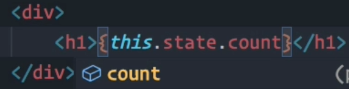 <div>
<h1>{this.state.count}</h1>
</div> count